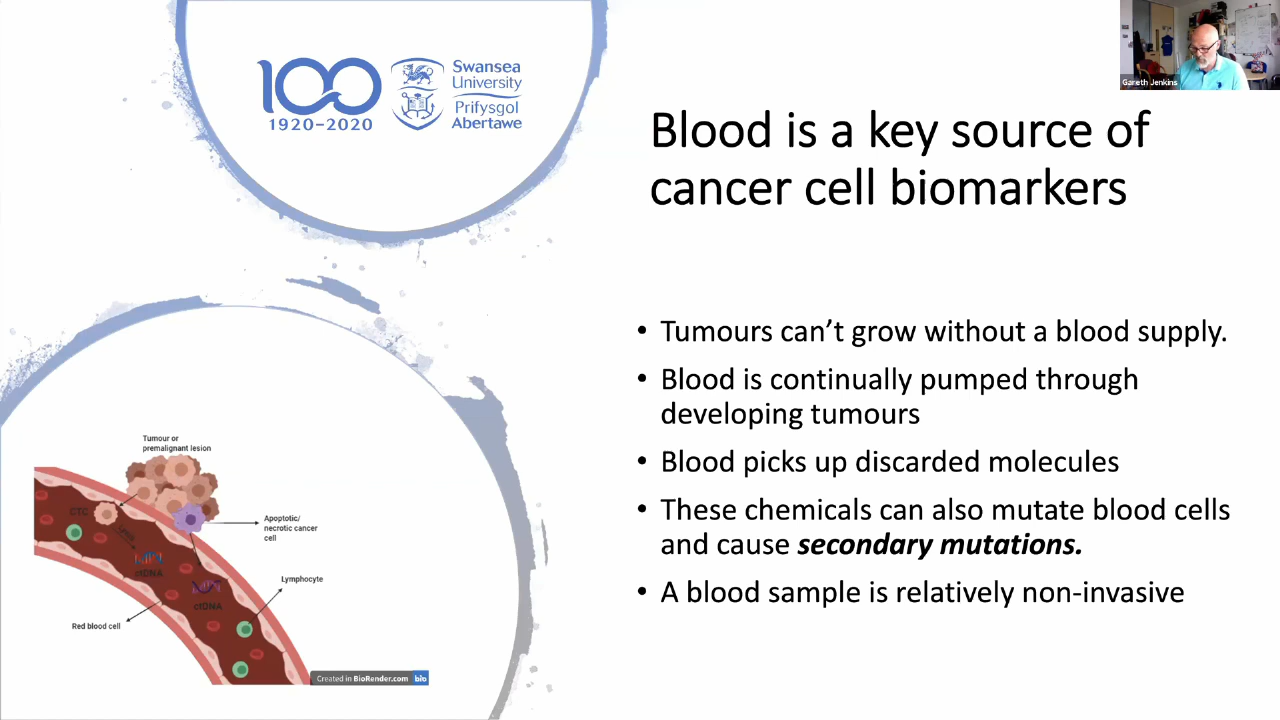 100
1920–2020
Swansea
University
Prifysgol
Abertawe
Gareth Jenkins
Blood is a key source of
cancer cell biomarkers
• Tumours can’t grow without a blood supply.
• Blood is continually pumped through
developing tumours
• Blood picks up discarded molecules
• These chemicals can also mutate blood cells
and cause secondary mutations.
• A blood sample is relatively non-invasive
Tumour or
premalignant lesion
CTC
Lysis
ctDNA
Apoptotic/
necrotic cancer
cell
ctDNA
Lymphocyte
Red blood cell
Created in BioRender.com bio